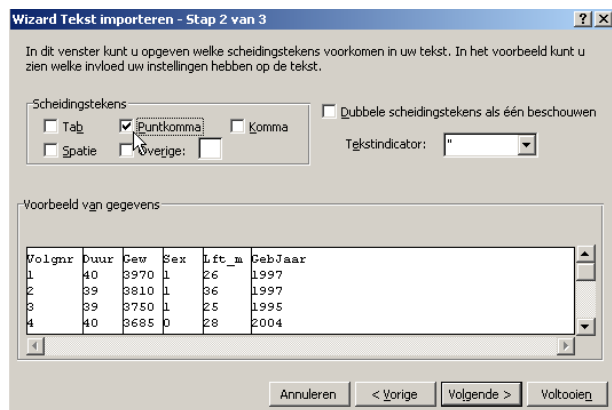 Wizard Tekst importeren - Stap 2 van 3
In dit venster kunt u opgeven welke scheidingstekens voorkomen in uw tekst. In het voorbeeld kunt u
zien welke invloed uw instellingen hebben op de tekst.
Scheidingstekens
Tab Puntkomma Komma
Spatie Overige:
Dubbele scheidingstekens als één beschouwen
Tekstindicator: "
Voorbeeld van gegevens
Volgnr Duur Gew Sex Lft_m GebJaar
1 40 3970 1 26 1997
2 39 3810 1 36 1997
3 39 3750 1 25 1995
4 40 3685 0 28 2004
Annuleren < Vorige Volgende > Voltooien